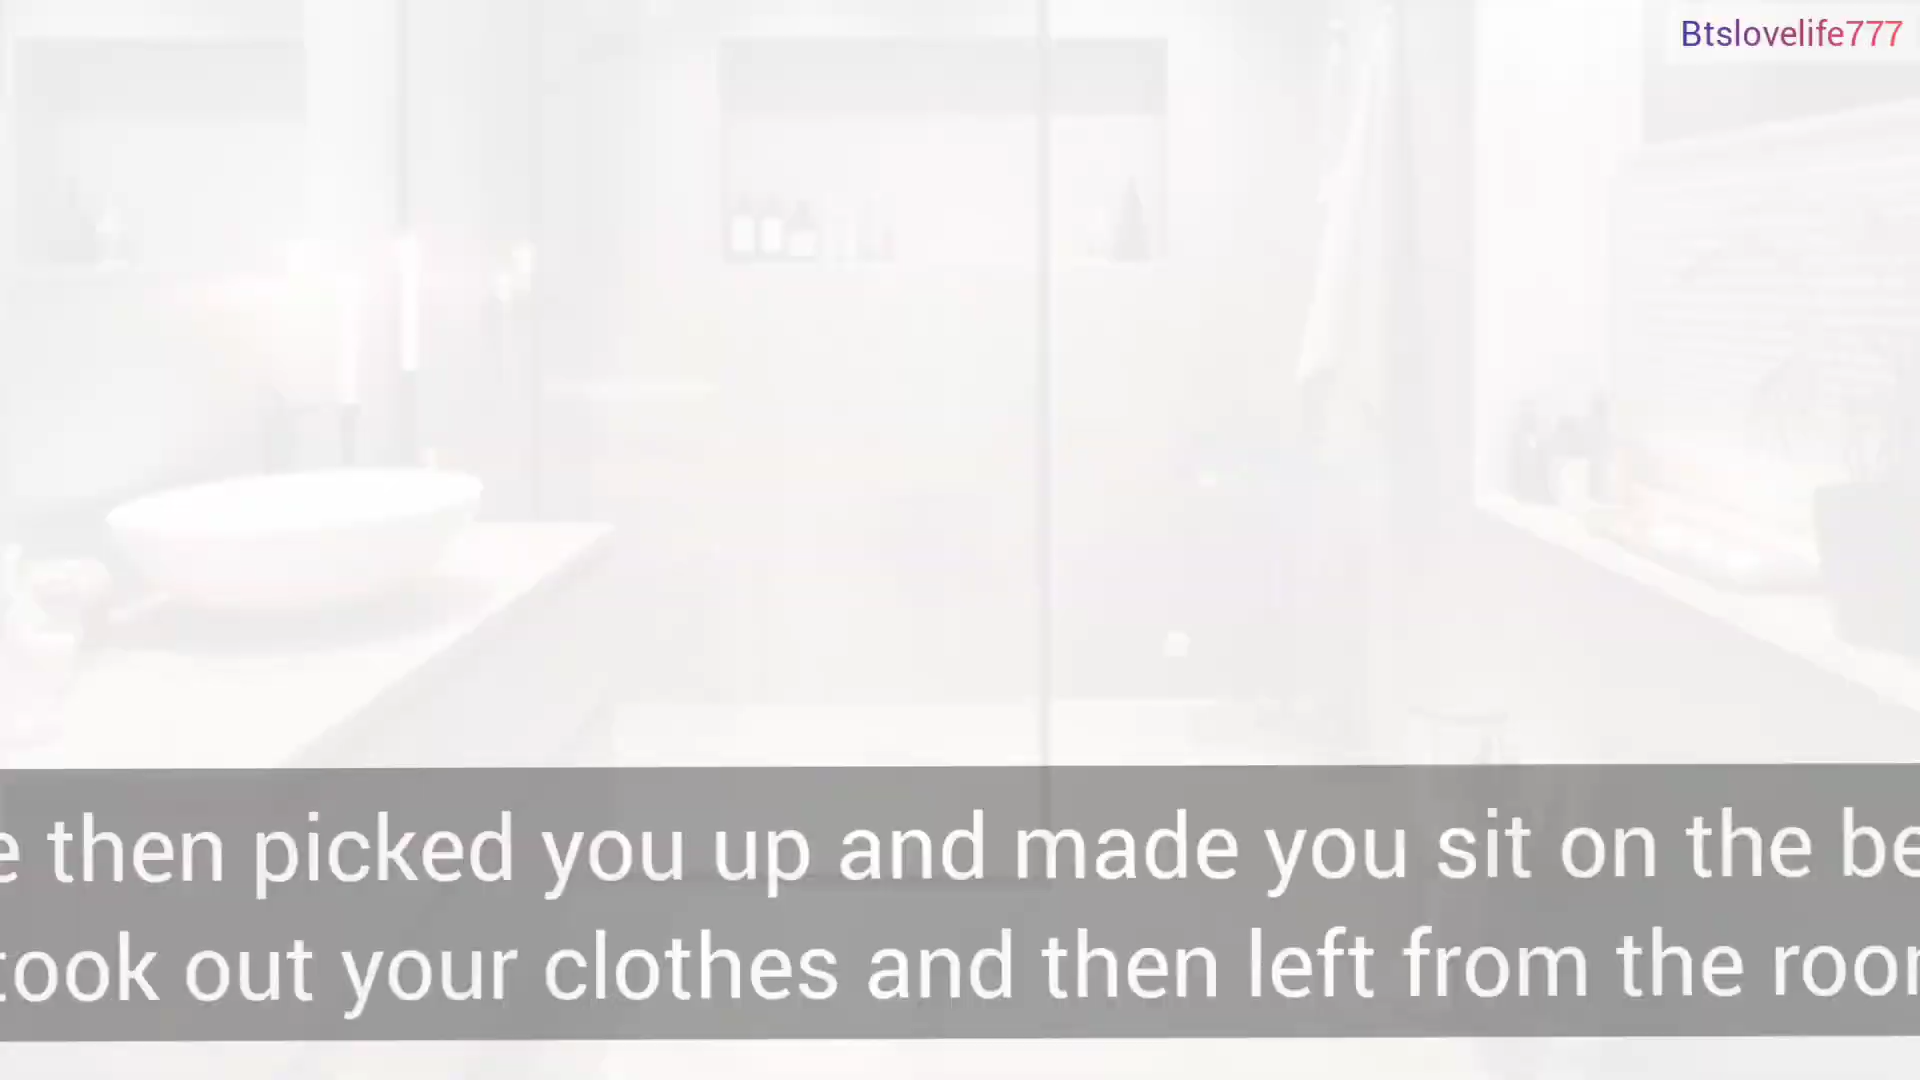 Btslovelife777
then picked you up and made you sit on the
out your clothes and then left from the